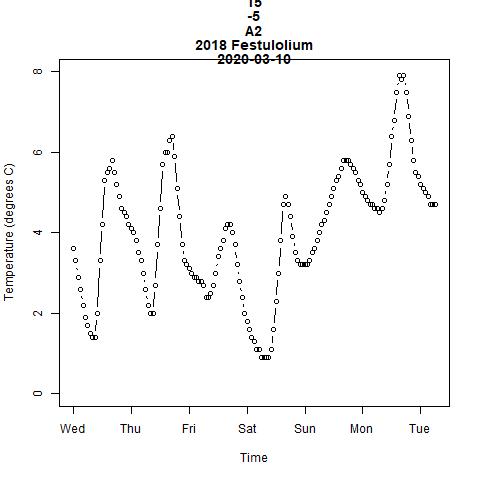 15
-5
A2
2018 Festulolium
2020-03-10
Temperature (degrees C)
8
6
4
2
0
Wed Thu Fri Sat Sun Mon Tue
Time